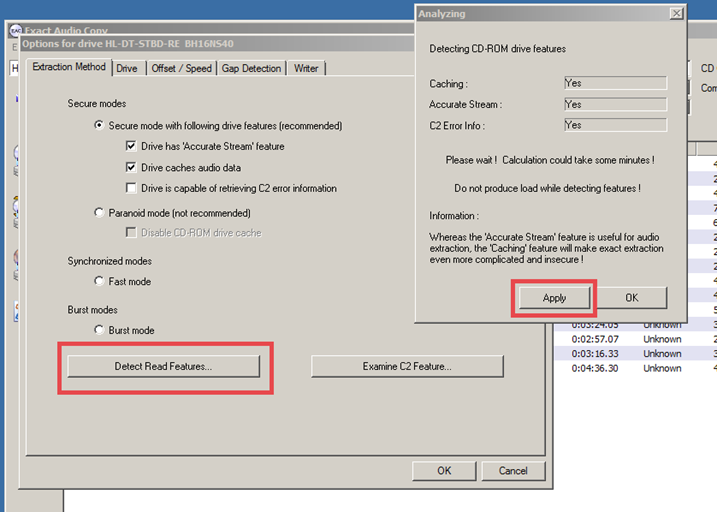 Exact Audio Copy
Options for drive HL-DT-STBD-RE BH16NS40
Extraction Method
Drive
Offset / Speed
Gap Detection
Writer
Secure modes
Secure mode with following drive features (recommended)
Drive has 'Accurate Stream' feature
Drive caches audio data
Drive is capable of retrieving C2 error information
Paranoid mode (not recommended)
Disable CD-ROM drive cache
Synchronized modes
Fast mode
Burst modes
Burst mode
Detect Read Features...
Examine C2 Feature...
OK
Cancel
Analyzing
Detecting CD-ROM drive features
Caching :
Yes
Accurate Stream :
Yes
C2 Error Info :
Yes
Please wait ! Calculation could take some minutes !
Do not produce load while detecting features !
Information :
Whereas the 'Accurate Stream' feature is useful for audio
extraction, the 'Caching' feature will make exact extraction
even more complicated and insecure !
Apply
OK
CD
0:03:24.05 Unknown
0:02:57.07 Unknown
0:03:16.33 Unknown
0:04:36.30 Unknown